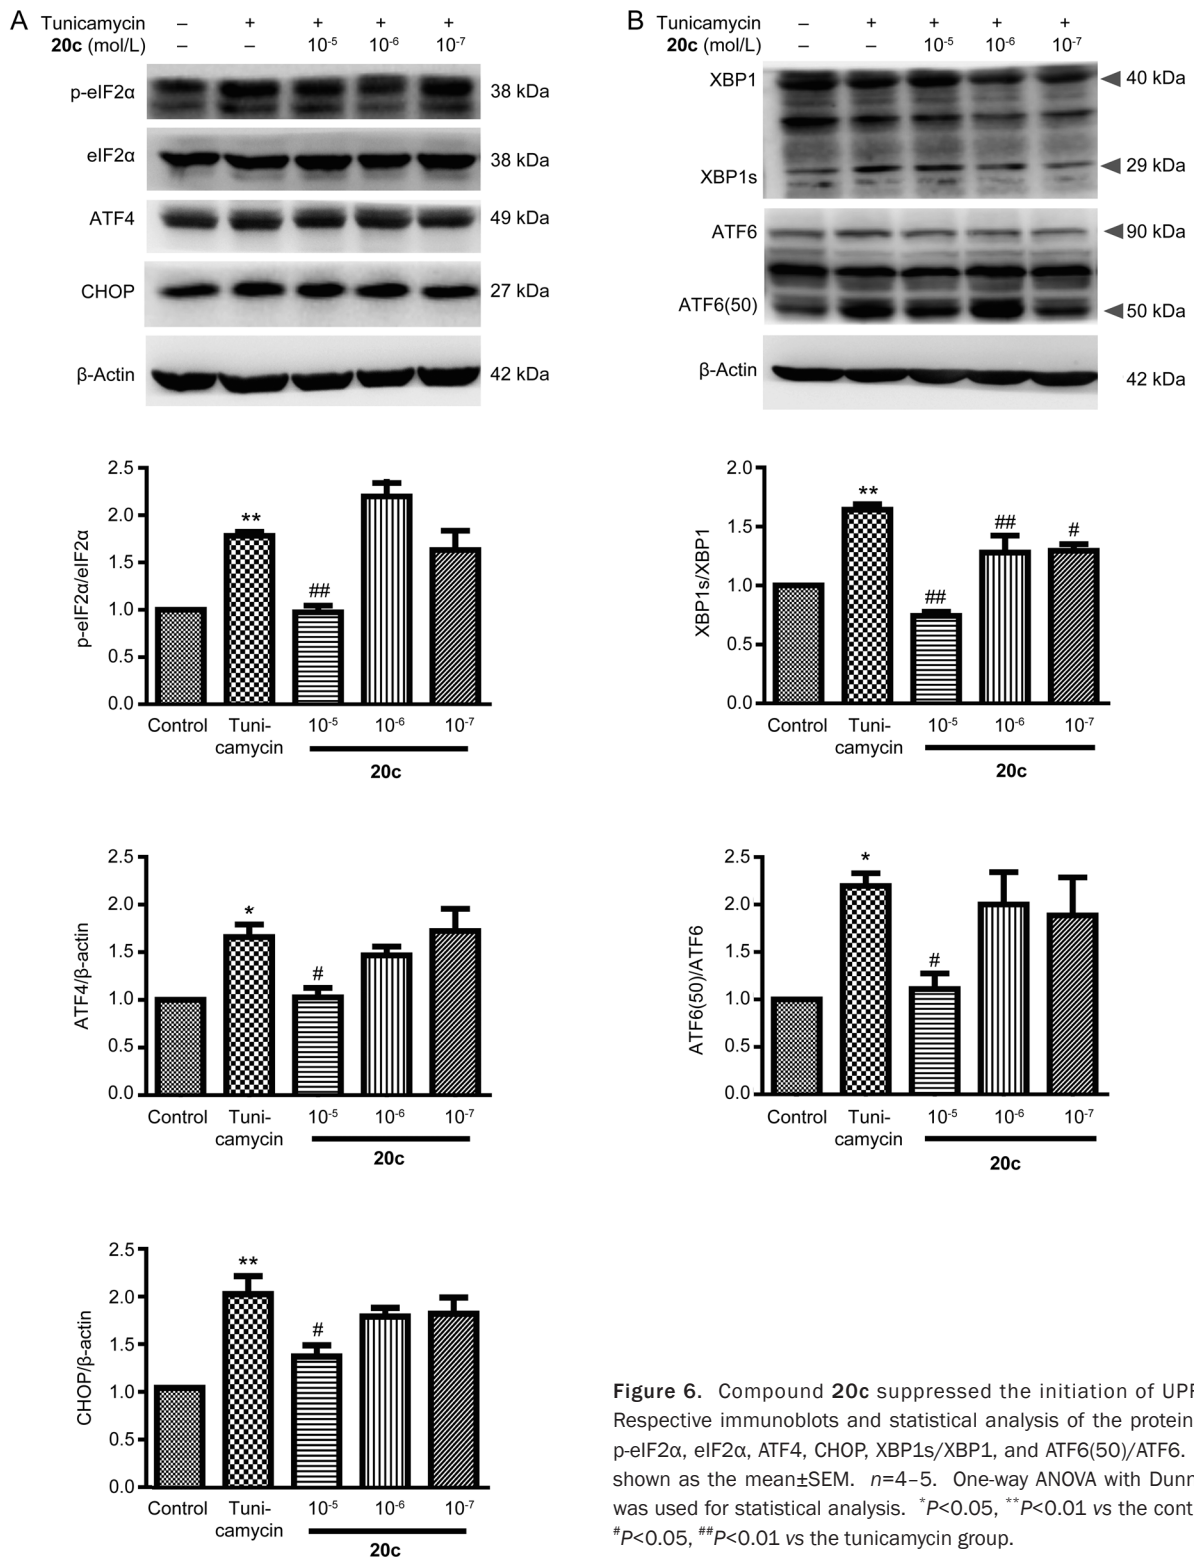 A
Tunicamycin – + + + +
20c (mol/L) – – 10⁻⁵ 10⁻⁶ 10⁻⁷
p-eIF2α 38 kDa
eIF2α 38 kDa
ATF4 49 kDa
CHOP 27 kDa
β-Actin 42 kDa
B
Tunicamycin – + + + +
20c (mol/L) – – 10⁻⁵ 10⁻⁶ 10⁻⁷
XBP1 40 kDa
XBP1s 29 kDa
ATF6 90 kDa
ATF6(50) 50 kDa
β-Actin 42 kDa
p-eIF2α/eIF2α
2.5
2.0
1.5
1.0
0.5
0.0
**
##
Control Tuni- 10⁻⁵ 10⁻⁶ 10⁻⁷
camycin
20c
XBP1s/XBP1
2.0
1.5
1.0
0.5
0.0
**
##
##
#
Control Tuni- 10⁻⁵ 10⁻⁶ 10⁻⁷
camycin
20c
ATF4/β-actin
2.5
2.0
1.5
1.0
0.5
0.0
*
#
Control Tuni- 10⁻⁵ 10⁻⁶ 10⁻⁷
camycin
20c
ATF6(50)/ATF6
2.5
2.0
1.5
1.0
0.5
0.0
*
#
Control Tuni- 10⁻⁵ 10⁻⁶ 10⁻⁷
camycin
20c
CHOP/β-actin
2.5
2.0
1.5
1.0
0.5
0.0
**
#
Control Tuni- 10⁻⁵ 10⁻⁶ 10⁻⁷
camycin
20c
Figure 6. Compound 20c suppressed the initiation of UPR
Respective immunoblots and statistical analysis of the protein
p-eIF2α, eIF2α, ATF4, CHOP, XBP1s/XBP1, and ATF6(50)/ATF6.
shown as the mean±SEM. n=4–5. One-way ANOVA with Dunn
was used for statistical analysis. *P<0.05, **P<0.01 vs the cont
#P<0.05, ##P<0.01 vs the tunicamycin group.